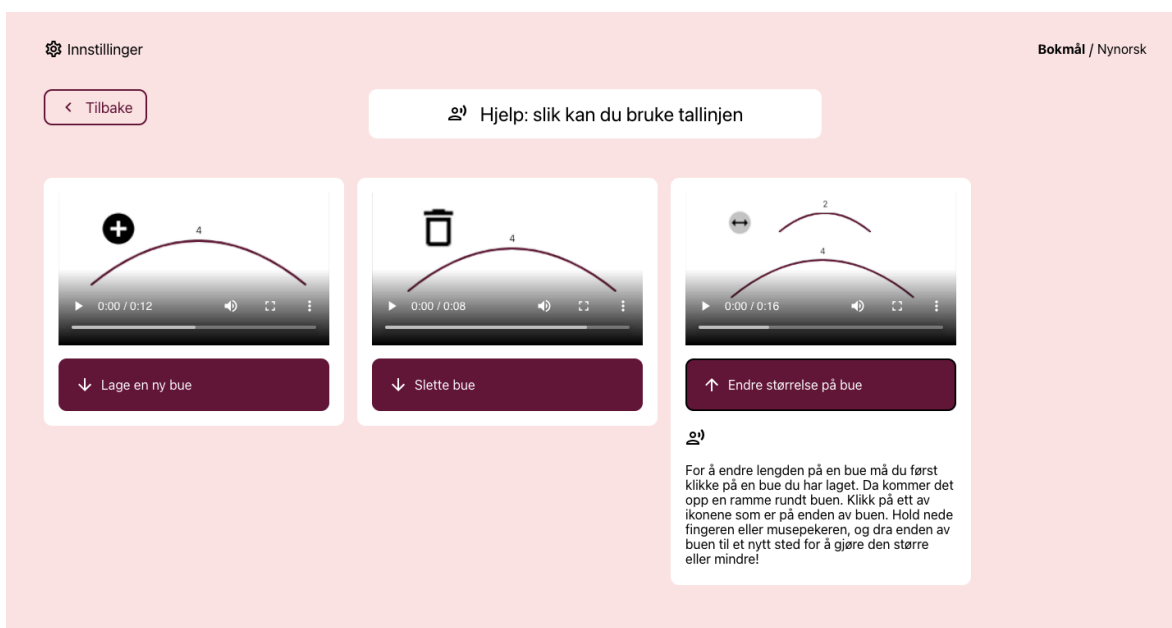 Innstillinger
Bokmål / Nynorsk
Tilbake
Hjelp: slik kan du bruke tallinjen
4
0:00 / 0:12
Lage en ny bue
4
0:00 / 0:08
Slette bue
2
4
0:00 / 0:16
Endre størrelse på bue
For å endre lengden på en bue må du først
klikke på en bue du har laget. Da kommer det
opp en ramme rundt buen. Klikk på ett av
ikonene som er på enden av buen. Hold nede
fingeren eller musepekeren, og dra enden av
buen til et nytt sted for å gjøre den større
eller mindre!